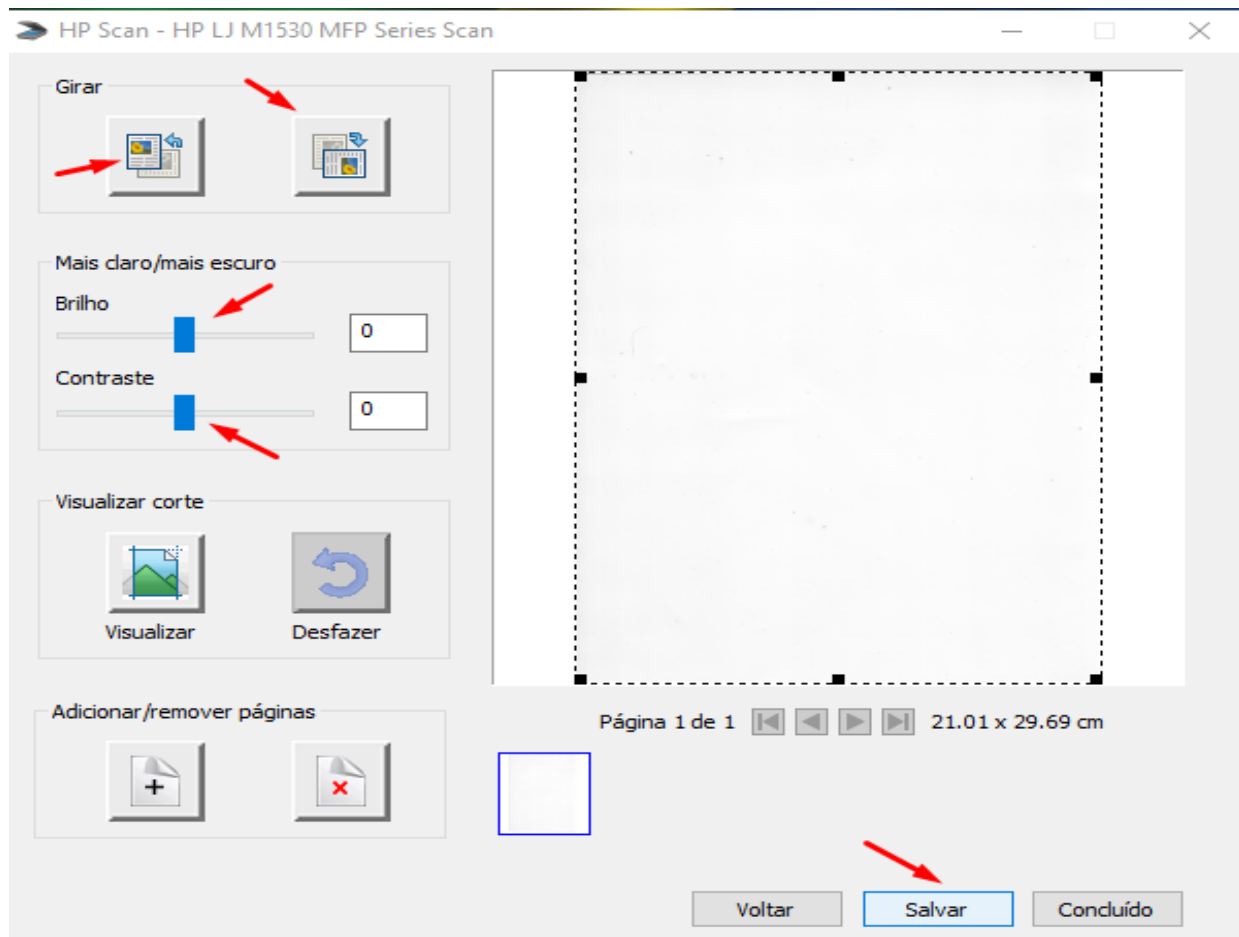 HP Scan - HP LJ M1530 MFP Series Scan
Girar
Mais claro/mais escuro
Brilho
0
Contraste
0
Visualizar corte
Visualizar
Desfazer
Adicionar/remover páginas
Página 1 de 1
21.01 x 29.69 cm
Voltar
Salvar
Concluído